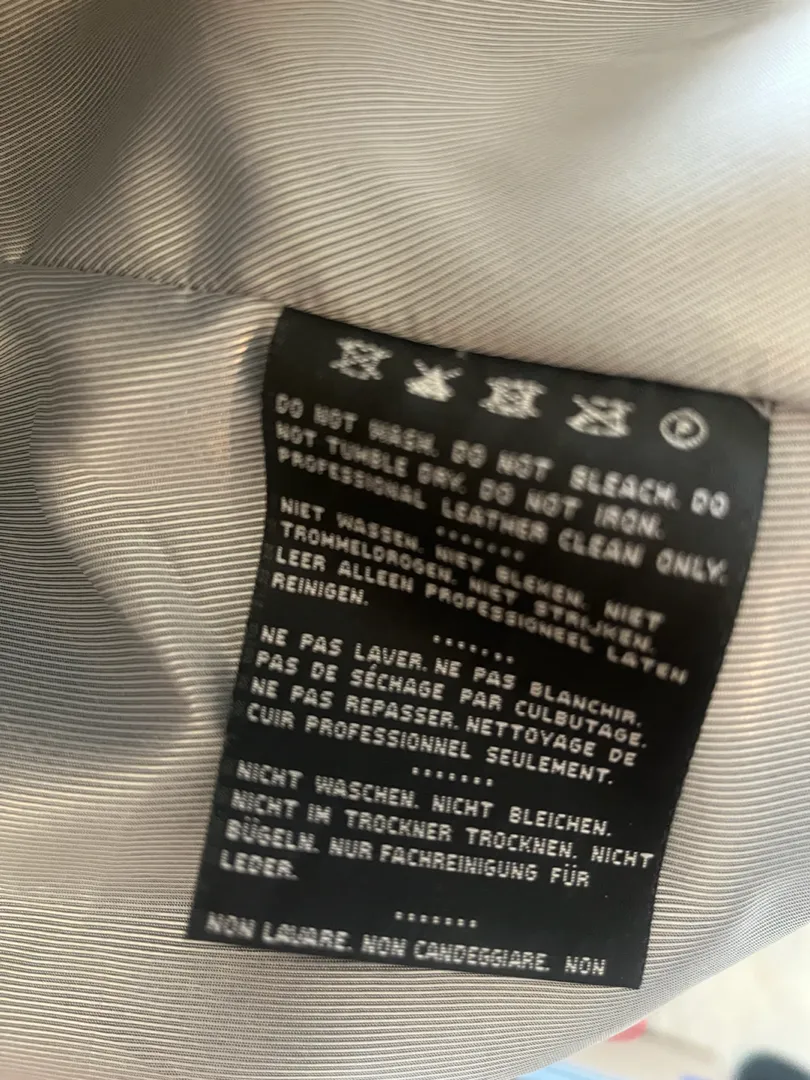 P
DO NOT WASH. DO NOT BLEACH. DO
NOT TUMBLE DRY. DO NOT IRON.
PROFESSIONAL LEATHER CLEAN ONLY.
.......
NIET WASSEN. NIET BLEKEN. NIET
TROMMELDROGEN. NIET STRIJKEN.
LEER ALLEEN PROFESSIONEEL LATEN
REINIGEN.
.......
NE PAS LAVER. NE PAS BLANCHIR.
PAS DE SÉCHAGE PAR CULBUTAGE.
NE PAS REPASSER. NETTOYAGE DE
CUIR PROFESSIONNEL SEULEMENT.
.......
NICHT WASCHEN. NICHT BLEICHEN.
NICHT IM TROCKNER TROCKNEN. NICHT
BÜGELN. NUR FACHREINIGUNG FÜR
LEDER.
.......
NON LAVARE. NON CANDEGGIARE. NON